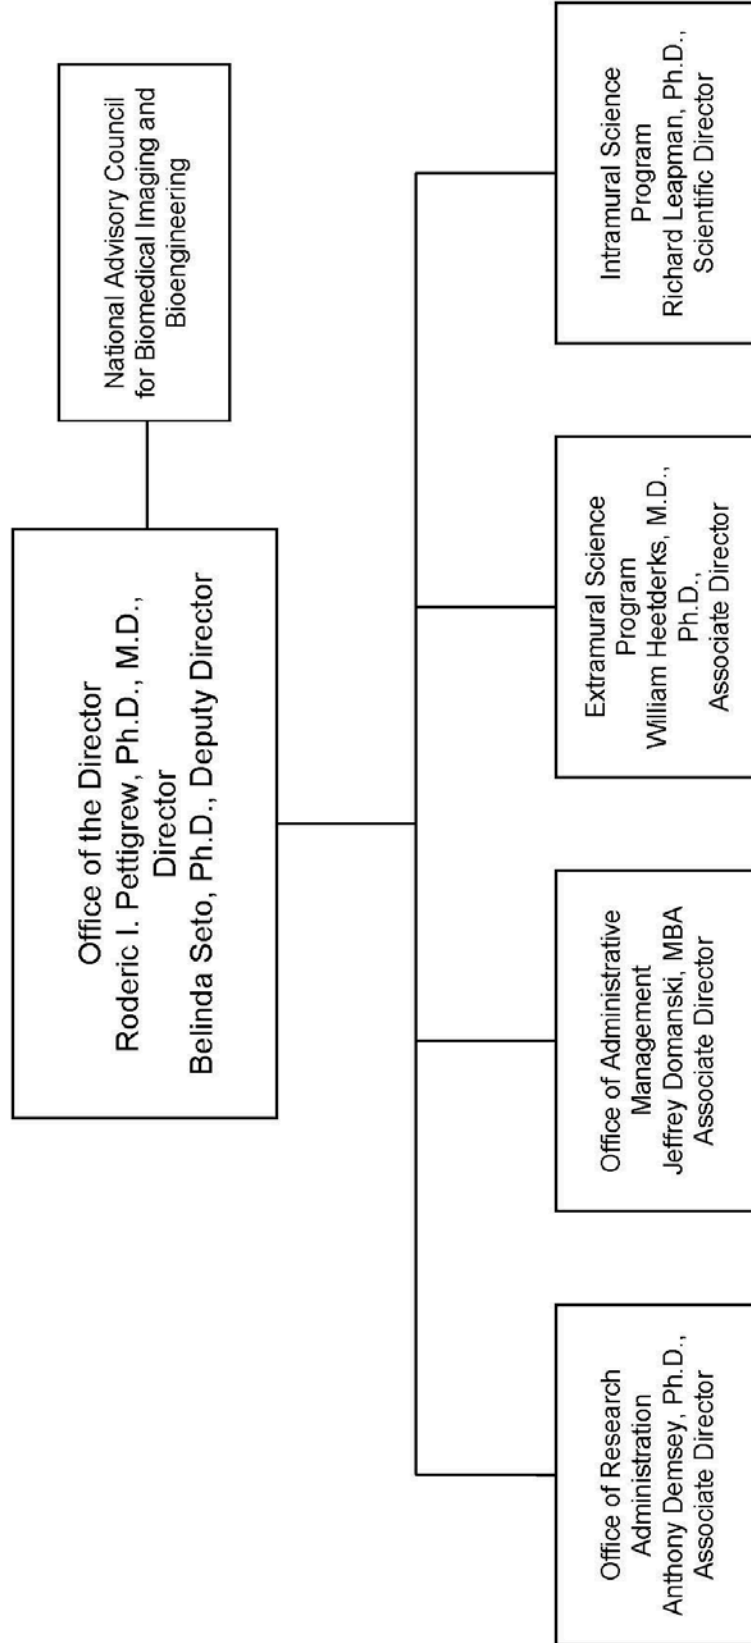 Office of the Director
Roderic I. Pettigrew, Ph.D., M.D.,
Director
Belinda Seto, Ph.D., Deputy Director
National Advisory Council
for Biomedical Imaging and
Bioengineering
Office of Research
Administration
Anthony Demsey, Ph.D.,
Associate Director
Office of Administrative
Management
Jeffrey Domanski, MBA
Associate Director
Extramural Science
Program
William Heetderks, M.D.,
Ph.D.,
Associate Director
Intramural Science
Program
Richard Leapman, Ph.D.,
Scientific Director